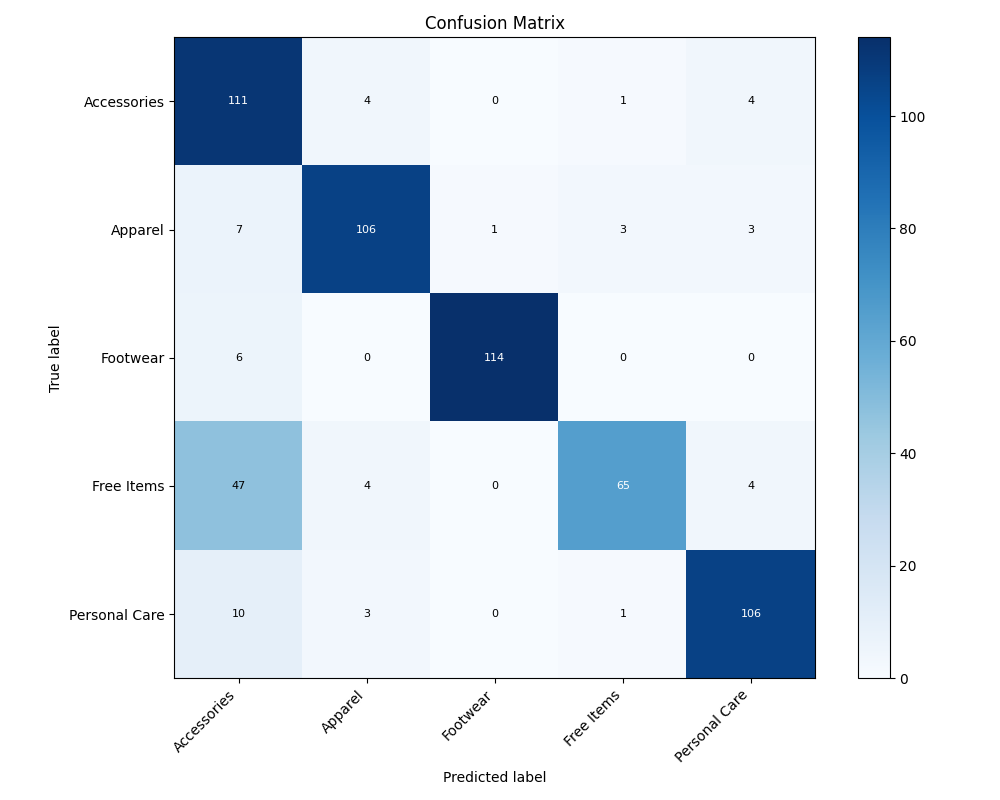 Confusion Matrix
Accessories 111 4 0 1 4
Apparel 7 106 1 3 3
Footwear 6 0 114 0 0
Free Items 47 4 0 65 4
Personal Care 10 3 0 1 106
True label
Accessories Apparel Footwear Free Items Personal Care
Predicted label
100
80
60
40
20
0